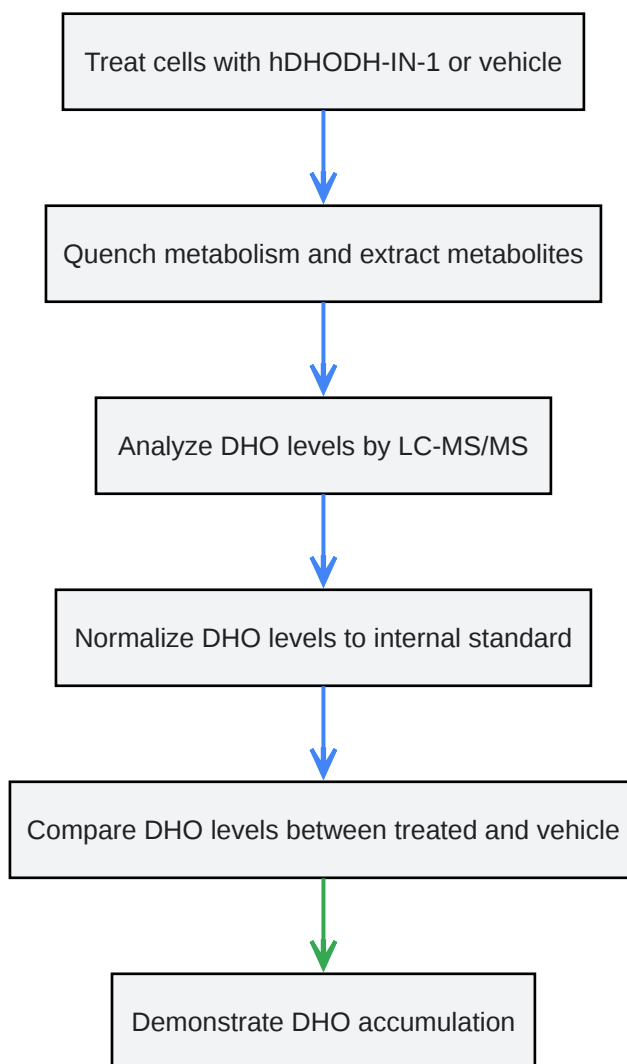 Treat cells with hDHODH-IN-1 or vehicle
Quench metabolism and extract metabolites
Analyze DHO levels by LC-MS/MS
Normalize DHO levels to internal standard
Compare DHO levels between treated and vehicle
Demonstrate DHO accumulation